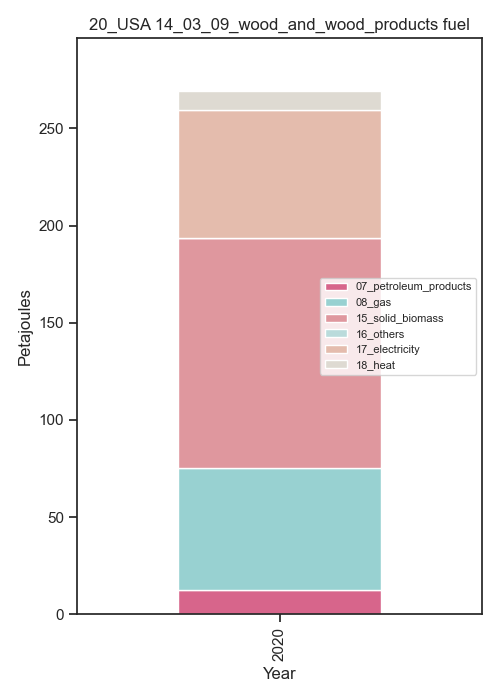 20_USA 14_03_09_wood_and_wood_products fuel
250
200
150
100
50
0
Petajoules
07_petroleum_products
08_gas
15_solid_biomass
16_others
17_electricity
18_heat
2020
Year